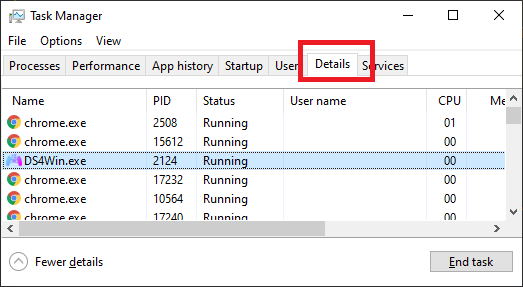 Task Manager
File Options View
Processes Performance App history Startup User Details Services
Name PID Status User name CPU Me
chrome.exe 2508 Running 01
chrome.exe 15612 Running 00
DS4Win.exe 2124 Running 00
chrome.exe 17232 Running 00
chrome.exe 10564 Running 00
chrome.exe 17240 Running 00
Fewer details End task